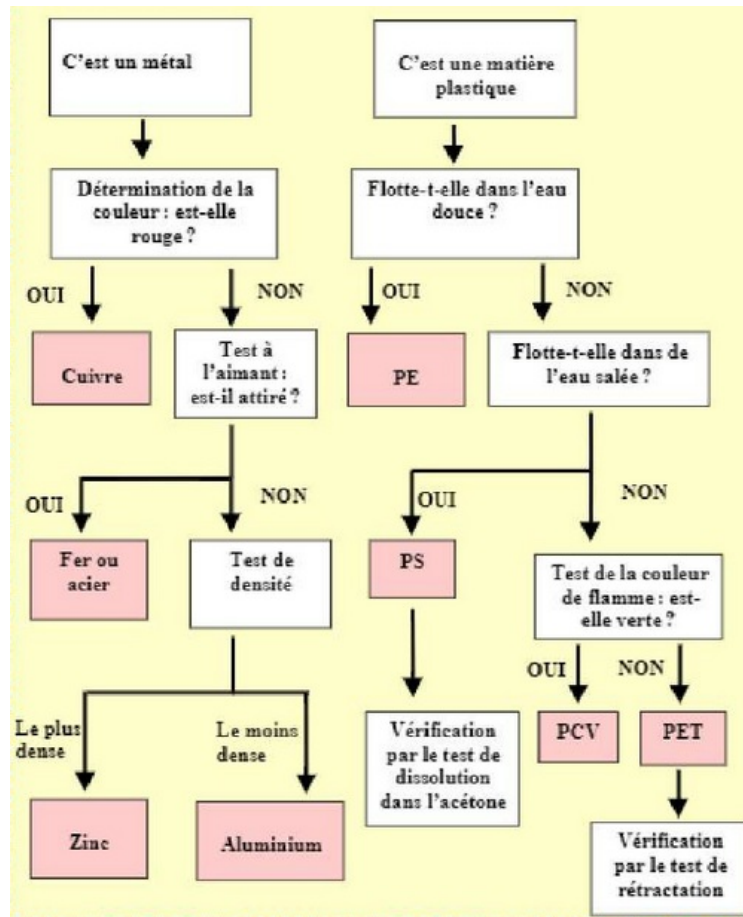 C'est un métal
C'est une matière
plastique
Détermination de la
couleur : est-elle
rouge ?
Flotte-t-elle dans l'eau
douce ?
OUI
NON
OUI
NON
Cuivre
Test à
l'aimant :
est-il attiré ?
PE
Flotte-t-elle dans de
l'eau salée ?
OUI
NON
OUI
NON
Fer ou
acier
Test de
densité
PS
Test de la couleur
de flamme : est-
elle verte ?
OUI
NON
Le plus
dense
Le moins
dense
Vérification
par le test de
dissolution
dans l'acétone
PCV
PET
Zinc
Aluminium
Vérification
par le test de
rétractation